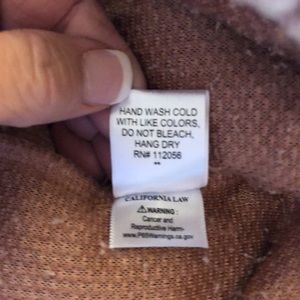 HAND WASH COLD
WITH LIKE COLORS,
DO NOT BLEACH,
HANG DRY
RN# 112056
**
CALIFORNIA LAW
⚠WARNING:
Cancer and
Reproductive Harm-
www.P65Warnings.ca.gov